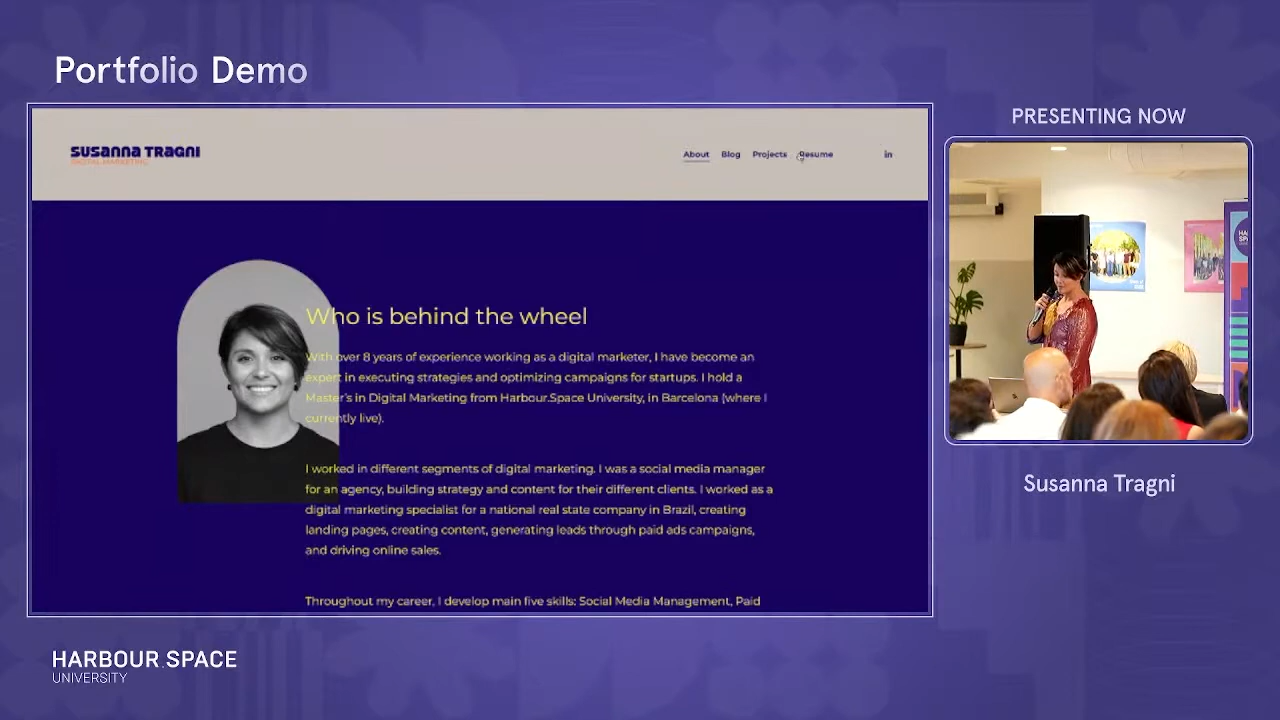 Portfolio Demo
PRESENTING NOW
SUSANNA TRAGNI
DIGITAL MARKETING
About Blog Projects Resume in
Who is behind the wheel
With over 8 years of experience working as a digital marketer, I have become an
expert in executing strategies and optimizing campaigns for startups. I hold a
Master's in Digital Marketing from Harbour.Space University, in Barcelona (where I
currently live).
I worked in different segments of digital marketing. I was a social media manager
for an agency, building strategy and content for their different clients. I worked as a
digital marketing specialist for a national real state company in Brazil, creating
landing pages, creating content, generating leads through paid ads campaigns,
and driving online sales.
Throughout my career, I develop main five skills: Social Media Management, Paid
Susanna Tragni
HARBOUR.SPACE
UNIVERSITY